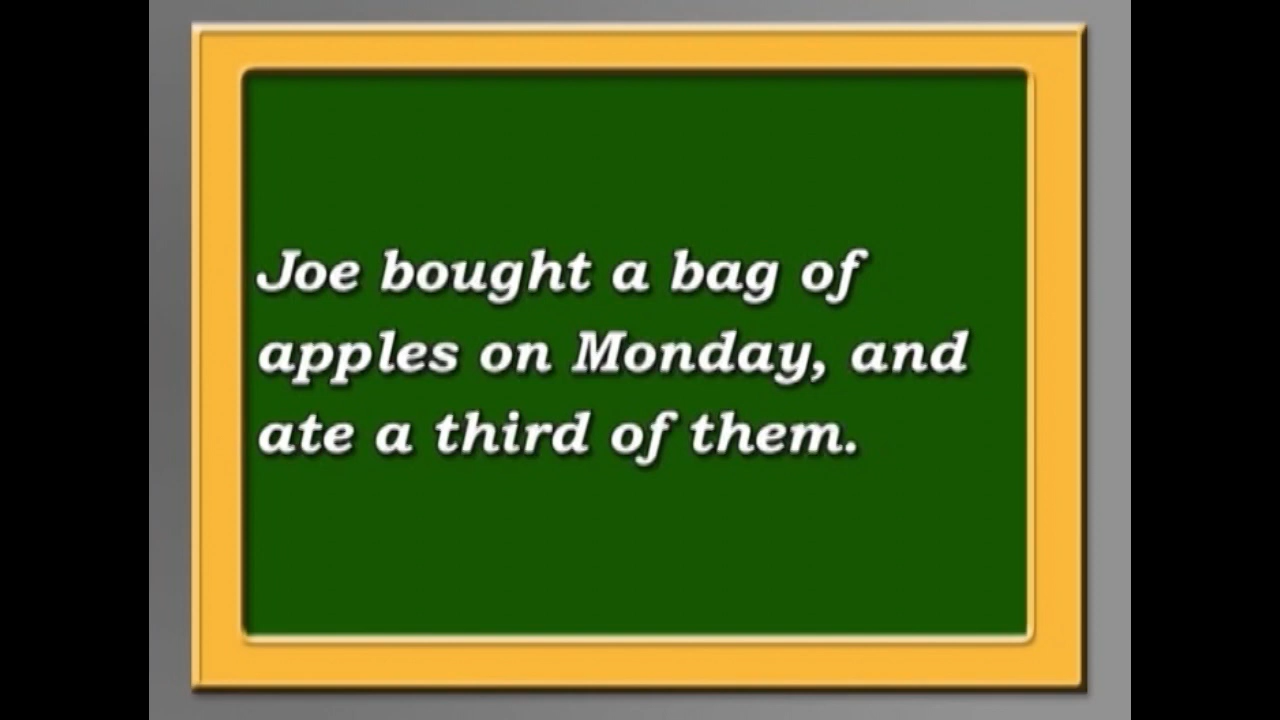 Joe bought a bag of
apples on Monday, and
ate a third of them.